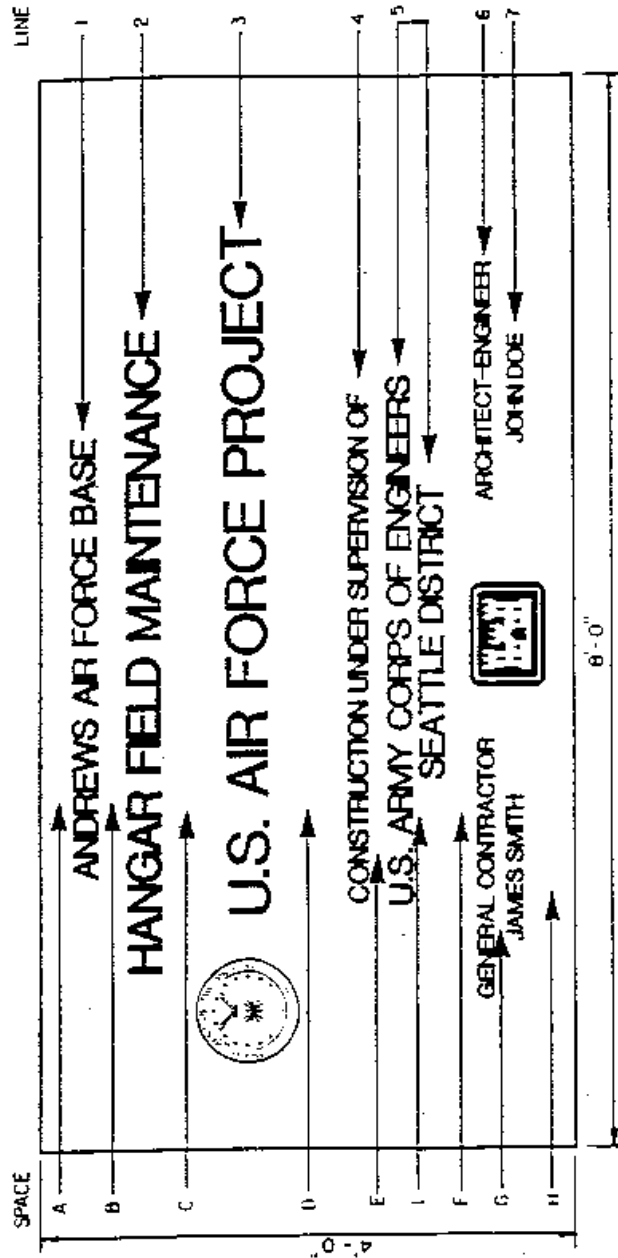 SPACE
LINE
A
ANDREWS AIR FORCE BASE
1
B
HANGAR FIELD MAINTENANCE
2
C
U.S. AIR FORCE PROJECT
3
D
CONSTRUCTION UNDER SUPERVISION OF
4
E
U.S. ARMY CORPS OF ENGINEERS
5
SEATTLE DISTRICT
F
GENERAL CONTRACTOR
ARCHITECT-ENGINEER
6
G
JAMES SMITH
JOHN DOE
7
H
4'-0"
8'-0"